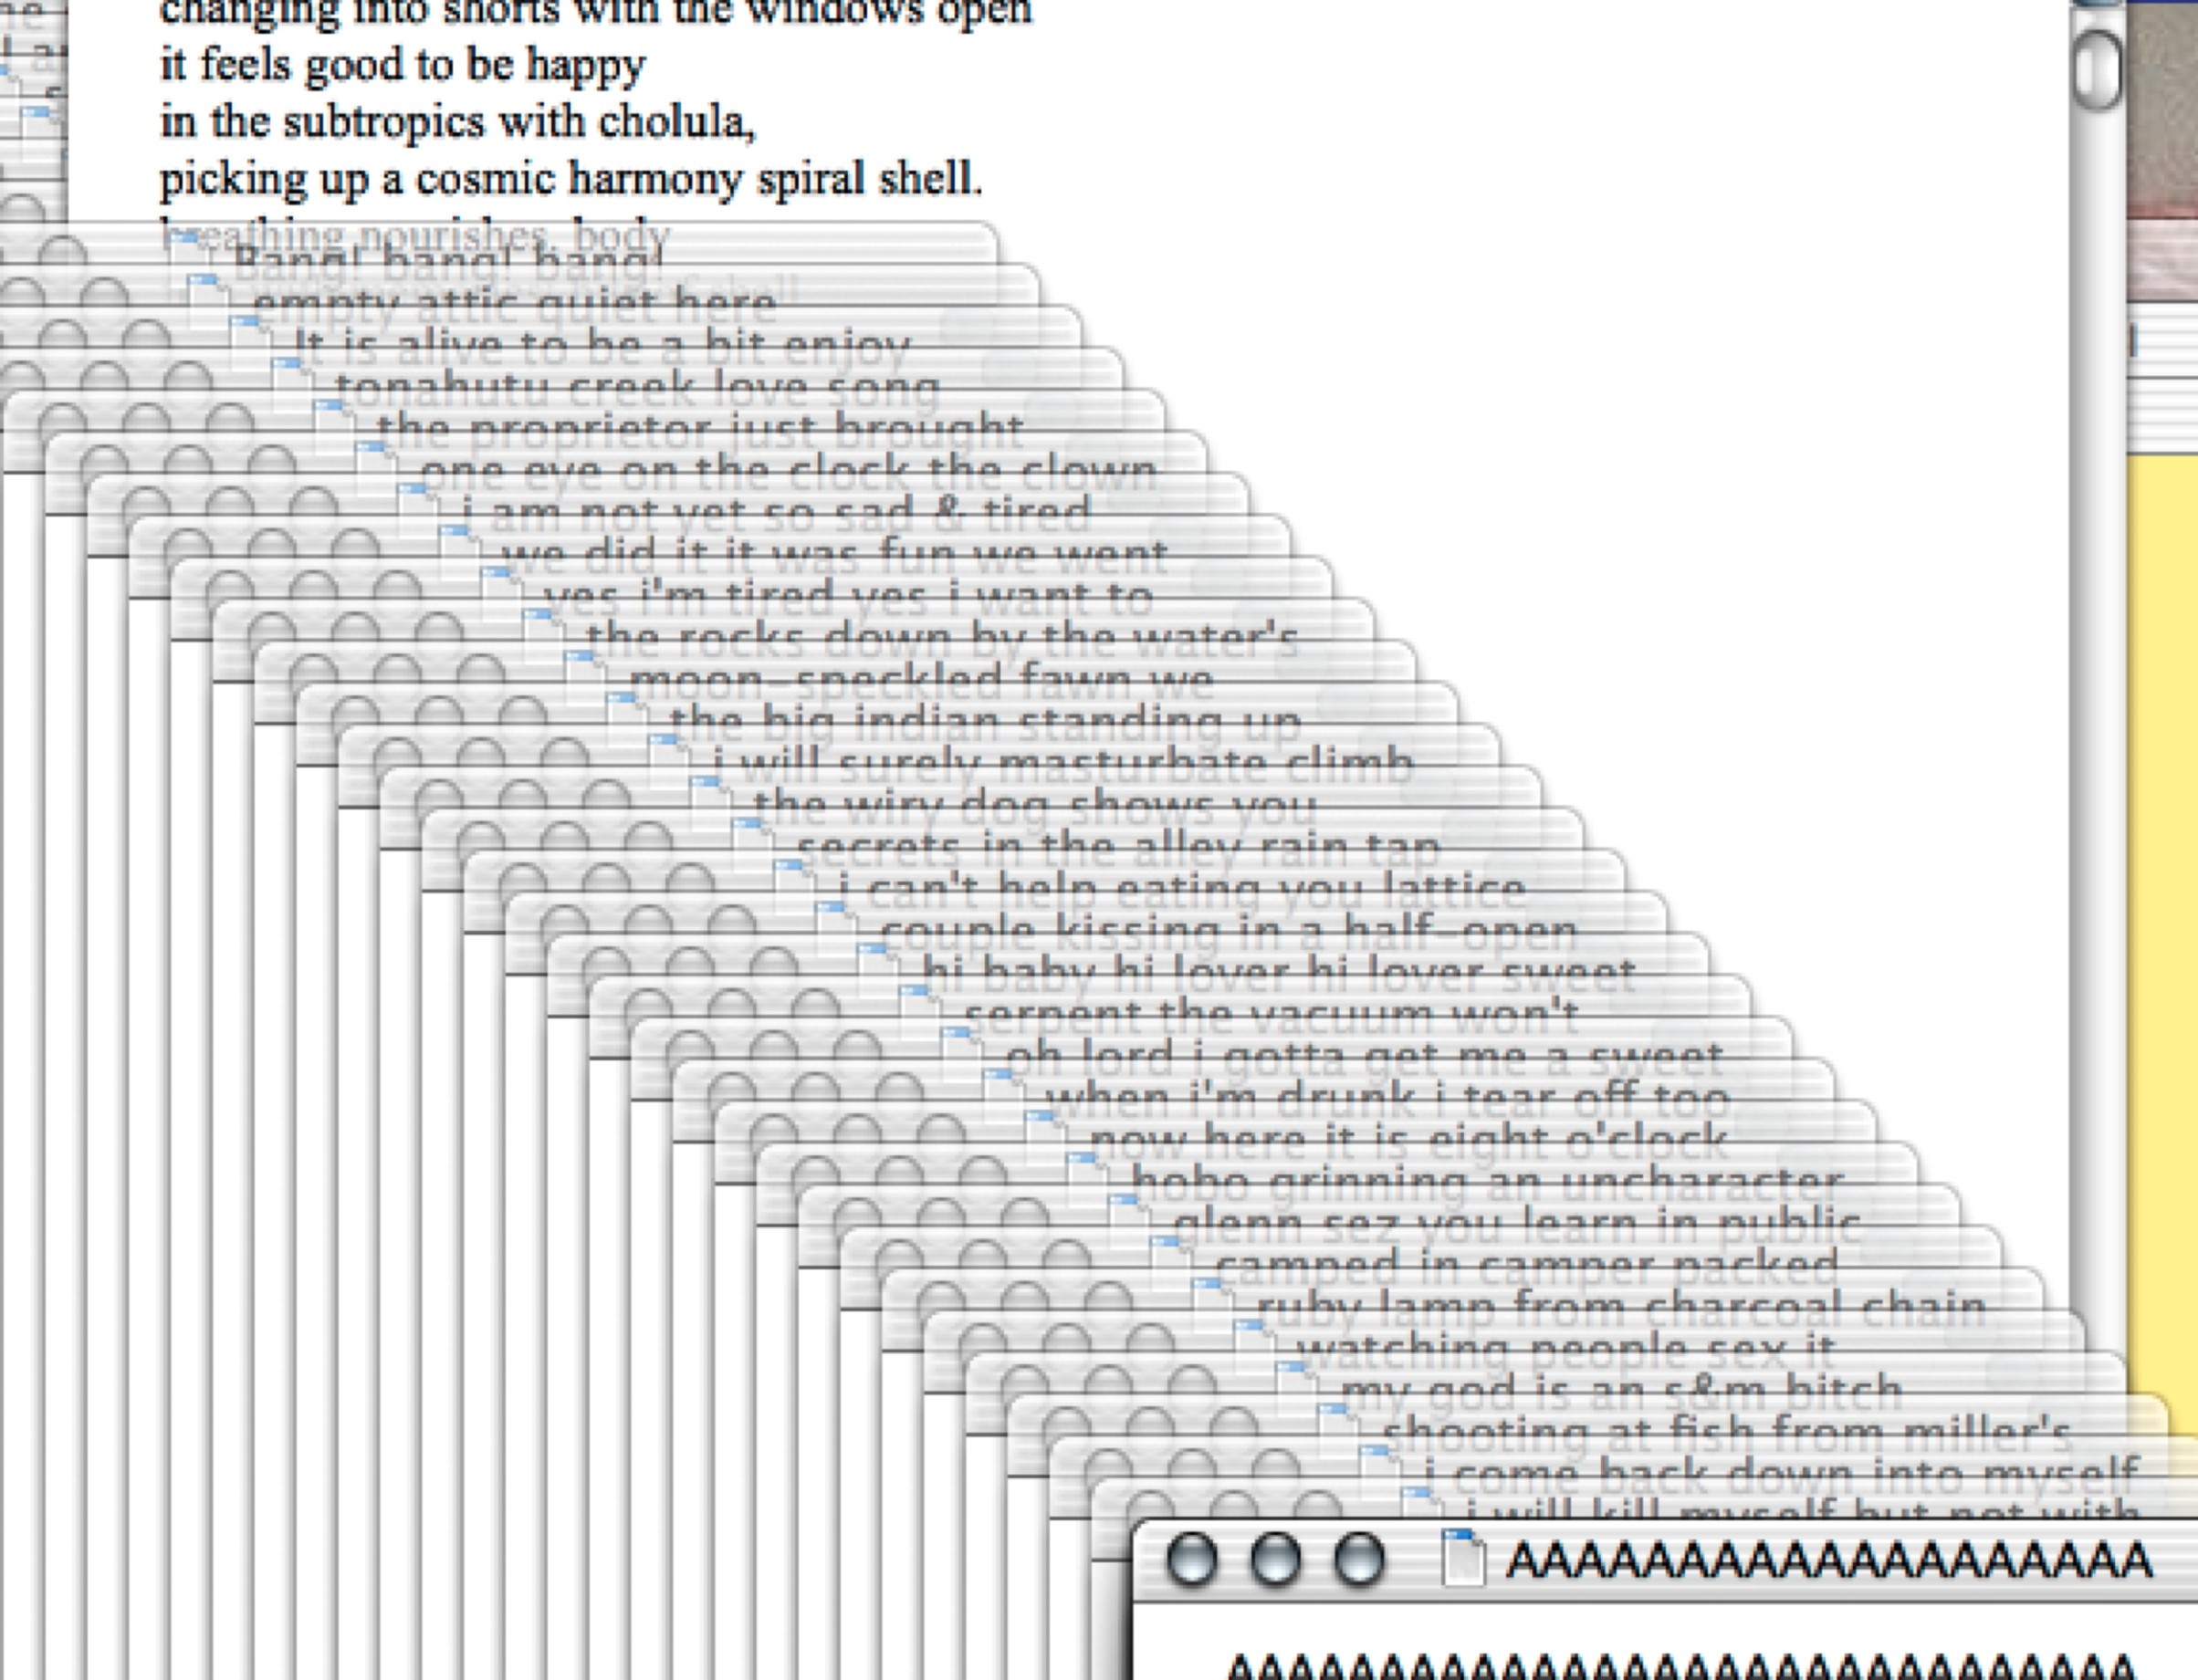 changing into shorts with the windows open
it feels good to be happy
in the subtropics with cholula,
picking up a cosmic harmony spiral shell.
breathing nourishes body
Bang! bang! bang!
empty attic quiet here
It is alive to be a bit enjoy
tonahutu creek love song
the proprietor just brought
one eye on the clock the clown
i am not yet so sad & tired
we did it it was fun we went
yes i'm tired yes i want to
the rocks down by the water's
moon-speckled fawn we
the big indian standing up
i will surely masturbate climb
the wiry dog shows you
secrets in the alley rain tap
i can't help eating you lattice
couple kissing in a half-open
hi baby hi lover hi lover sweet
serpent the vacuum won't
oh lord i gotta get me a sweet
when i'm drunk i tear off too
now here it is eight o'clock
hobo grinning an uncharacter
glenn sez you learn in public
camped in camper packed
ruby lamp from charcoal chain
watching people sex it
my god is an s&m bitch
shooting at fish from miller's
i come back down into myself
i will kill myself but not with
AAAAAAAAAAAAAAAAAAA
AAAAAAAAAAAAAAAAAAAAAAAAAAA